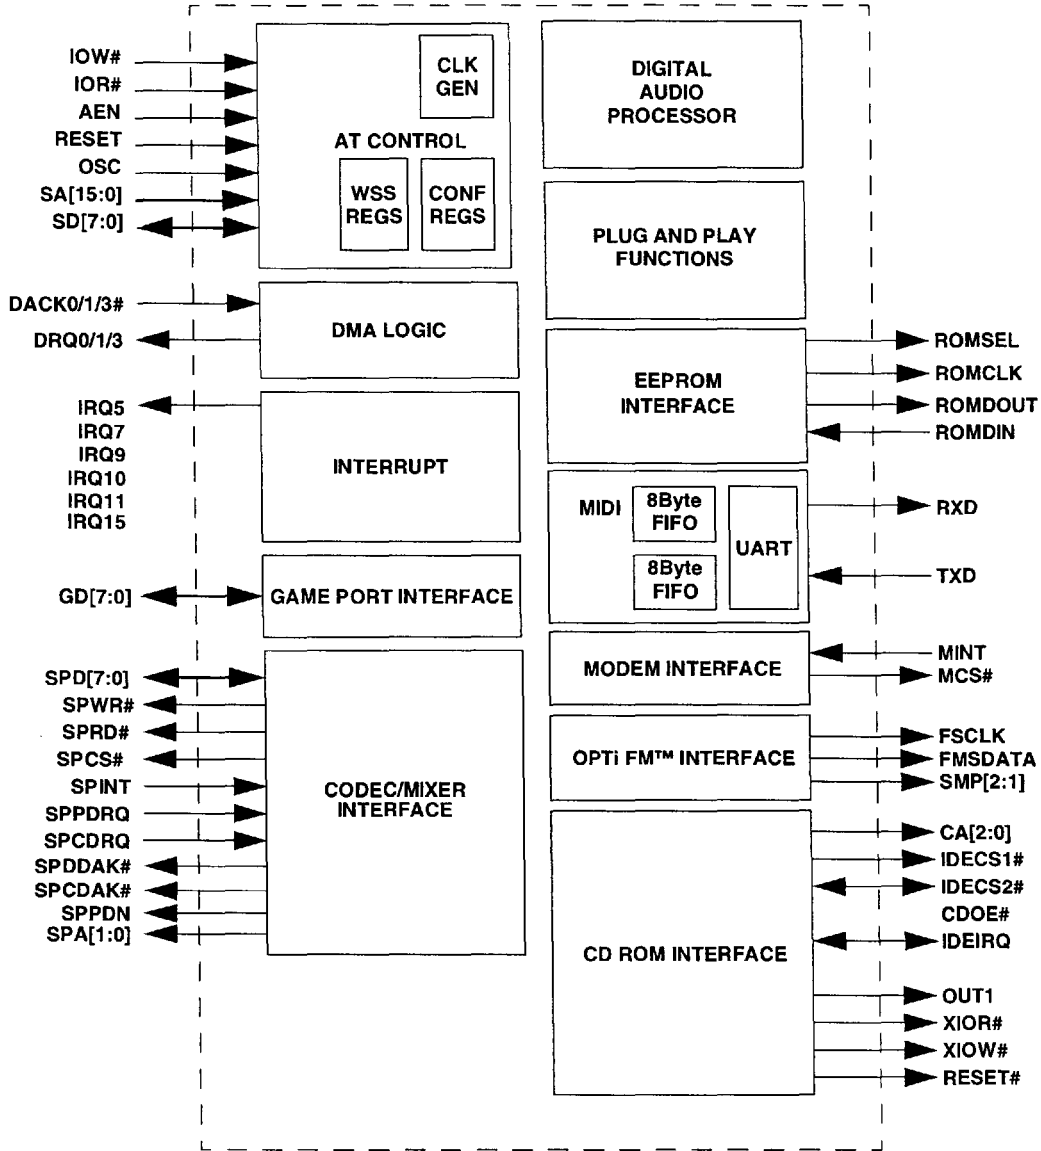 IOW#
IOR#
AEN
RESET
OSC
SA[15:0]
SD[7:0]
CLK
GEN
AT CONTROL
WSS
REGS
CONF
REGS
DACK0/1/3#
DRQ0/1/3
DMA LOGIC
IRQ5
IRQ7
IRQ9
IRQ10
IRQ11
IRQ15
INTERRUPT
GD[7:0]
GAME PORT INTERFACE
SPD[7:0]
SPWR#
SPRD#
SPCS#
SPINT
SPPDRQ
SPCDRQ
SPDDAK#
SPCDAK#
SPPDN
SPA[1:0]
CODEC/MIXER
INTERFACE
DIGITAL
AUDIO
PROCESSOR
PLUG AND PLAY
FUNCTIONS
EEPROM
INTERFACE
ROMSEL
ROMCLK
ROMDOUT
ROMDIN
MIDI
8Byte
FIFO
8Byte
FIFO
UART
RXD
TXD
MODEM INTERFACE
MINT
MCS#
OPTi FM™ INTERFACE
FSCLK
FMSDATA
SMP[2:1]
CD ROM INTERFACE
CA[2:0]
IDECS1#
IDECS2#
CDOE#
IDEIRQ
OUT1
XIOR#
XIOW#
RESET#